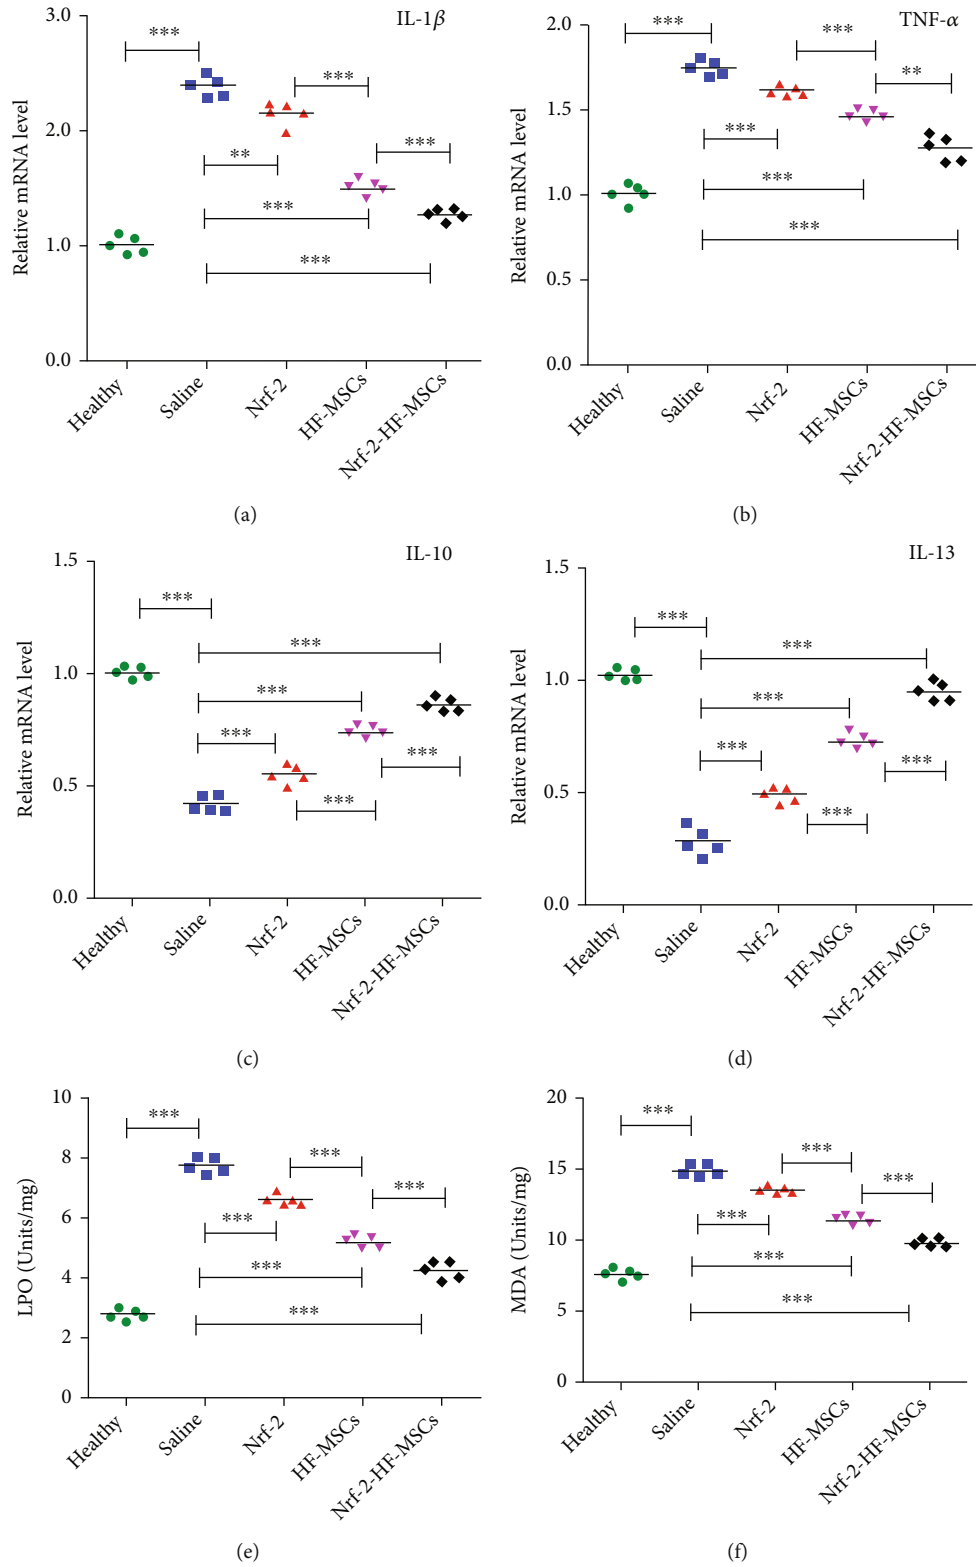 IL-1β
3.0
2.0
1.0
0.0
Relative mRNA level
***
***
***
**
***
***
Healthy
Saline
Nrf-2
HF-MSCs
Nrf-2-HF-MSCs
(a)
TNF-α
2.0
1.5
1.0
0.5
0.0
Relative mRNA level
***
***
**
***
***
***
Healthy
Saline
Nrf-2
HF-MSCs
Nrf-2-HF-MSCs
(b)
IL-10
1.5
1.0
0.5
0.0
Relative mRNA level
***
***
***
***
***
***
Healthy
Saline
Nrf-2
HF-MSCs
Nrf-2-HF-MSCs
(c)
IL-13
1.5
1.0
0.5
0.0
Relative mRNA level
***
***
***
***
***
***
Healthy
Saline
Nrf-2
HF-MSCs
Nrf-2-HF-MSCs
(d)
10
8
6
4
2
0
LPO (Units/mg)
***
***
***
***
***
***
Healthy
Saline
Nrf-2
HF-MSCs
Nrf-2-HF-MSCs
(e)
20
15
10
5
0
MDA (Units/mg)
***
***
***
***
***
***
Healthy
Saline
Nrf-2
HF-MSCs
Nrf-2-HF-MSCs
(f)